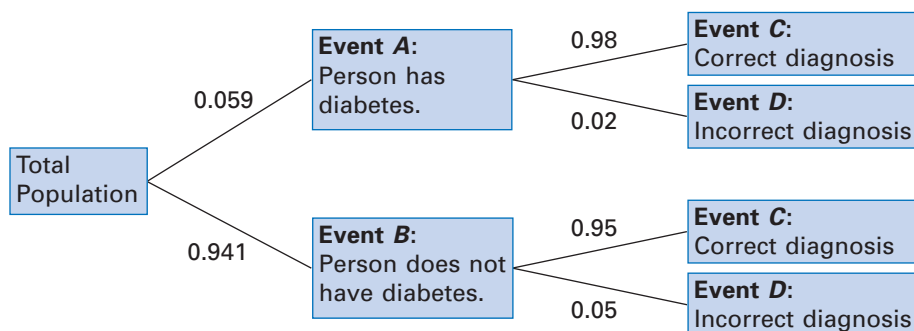 Total
Population
0.059
0.941
Event A:
Person has
diabetes.
0.98
0.02
Event C:
Correct diagnosis
Event D:
Incorrect diagnosis
Event B:
Person does not
have diabetes.
0.95
0.05
Event C:
Correct diagnosis
Event D:
Incorrect diagnosis